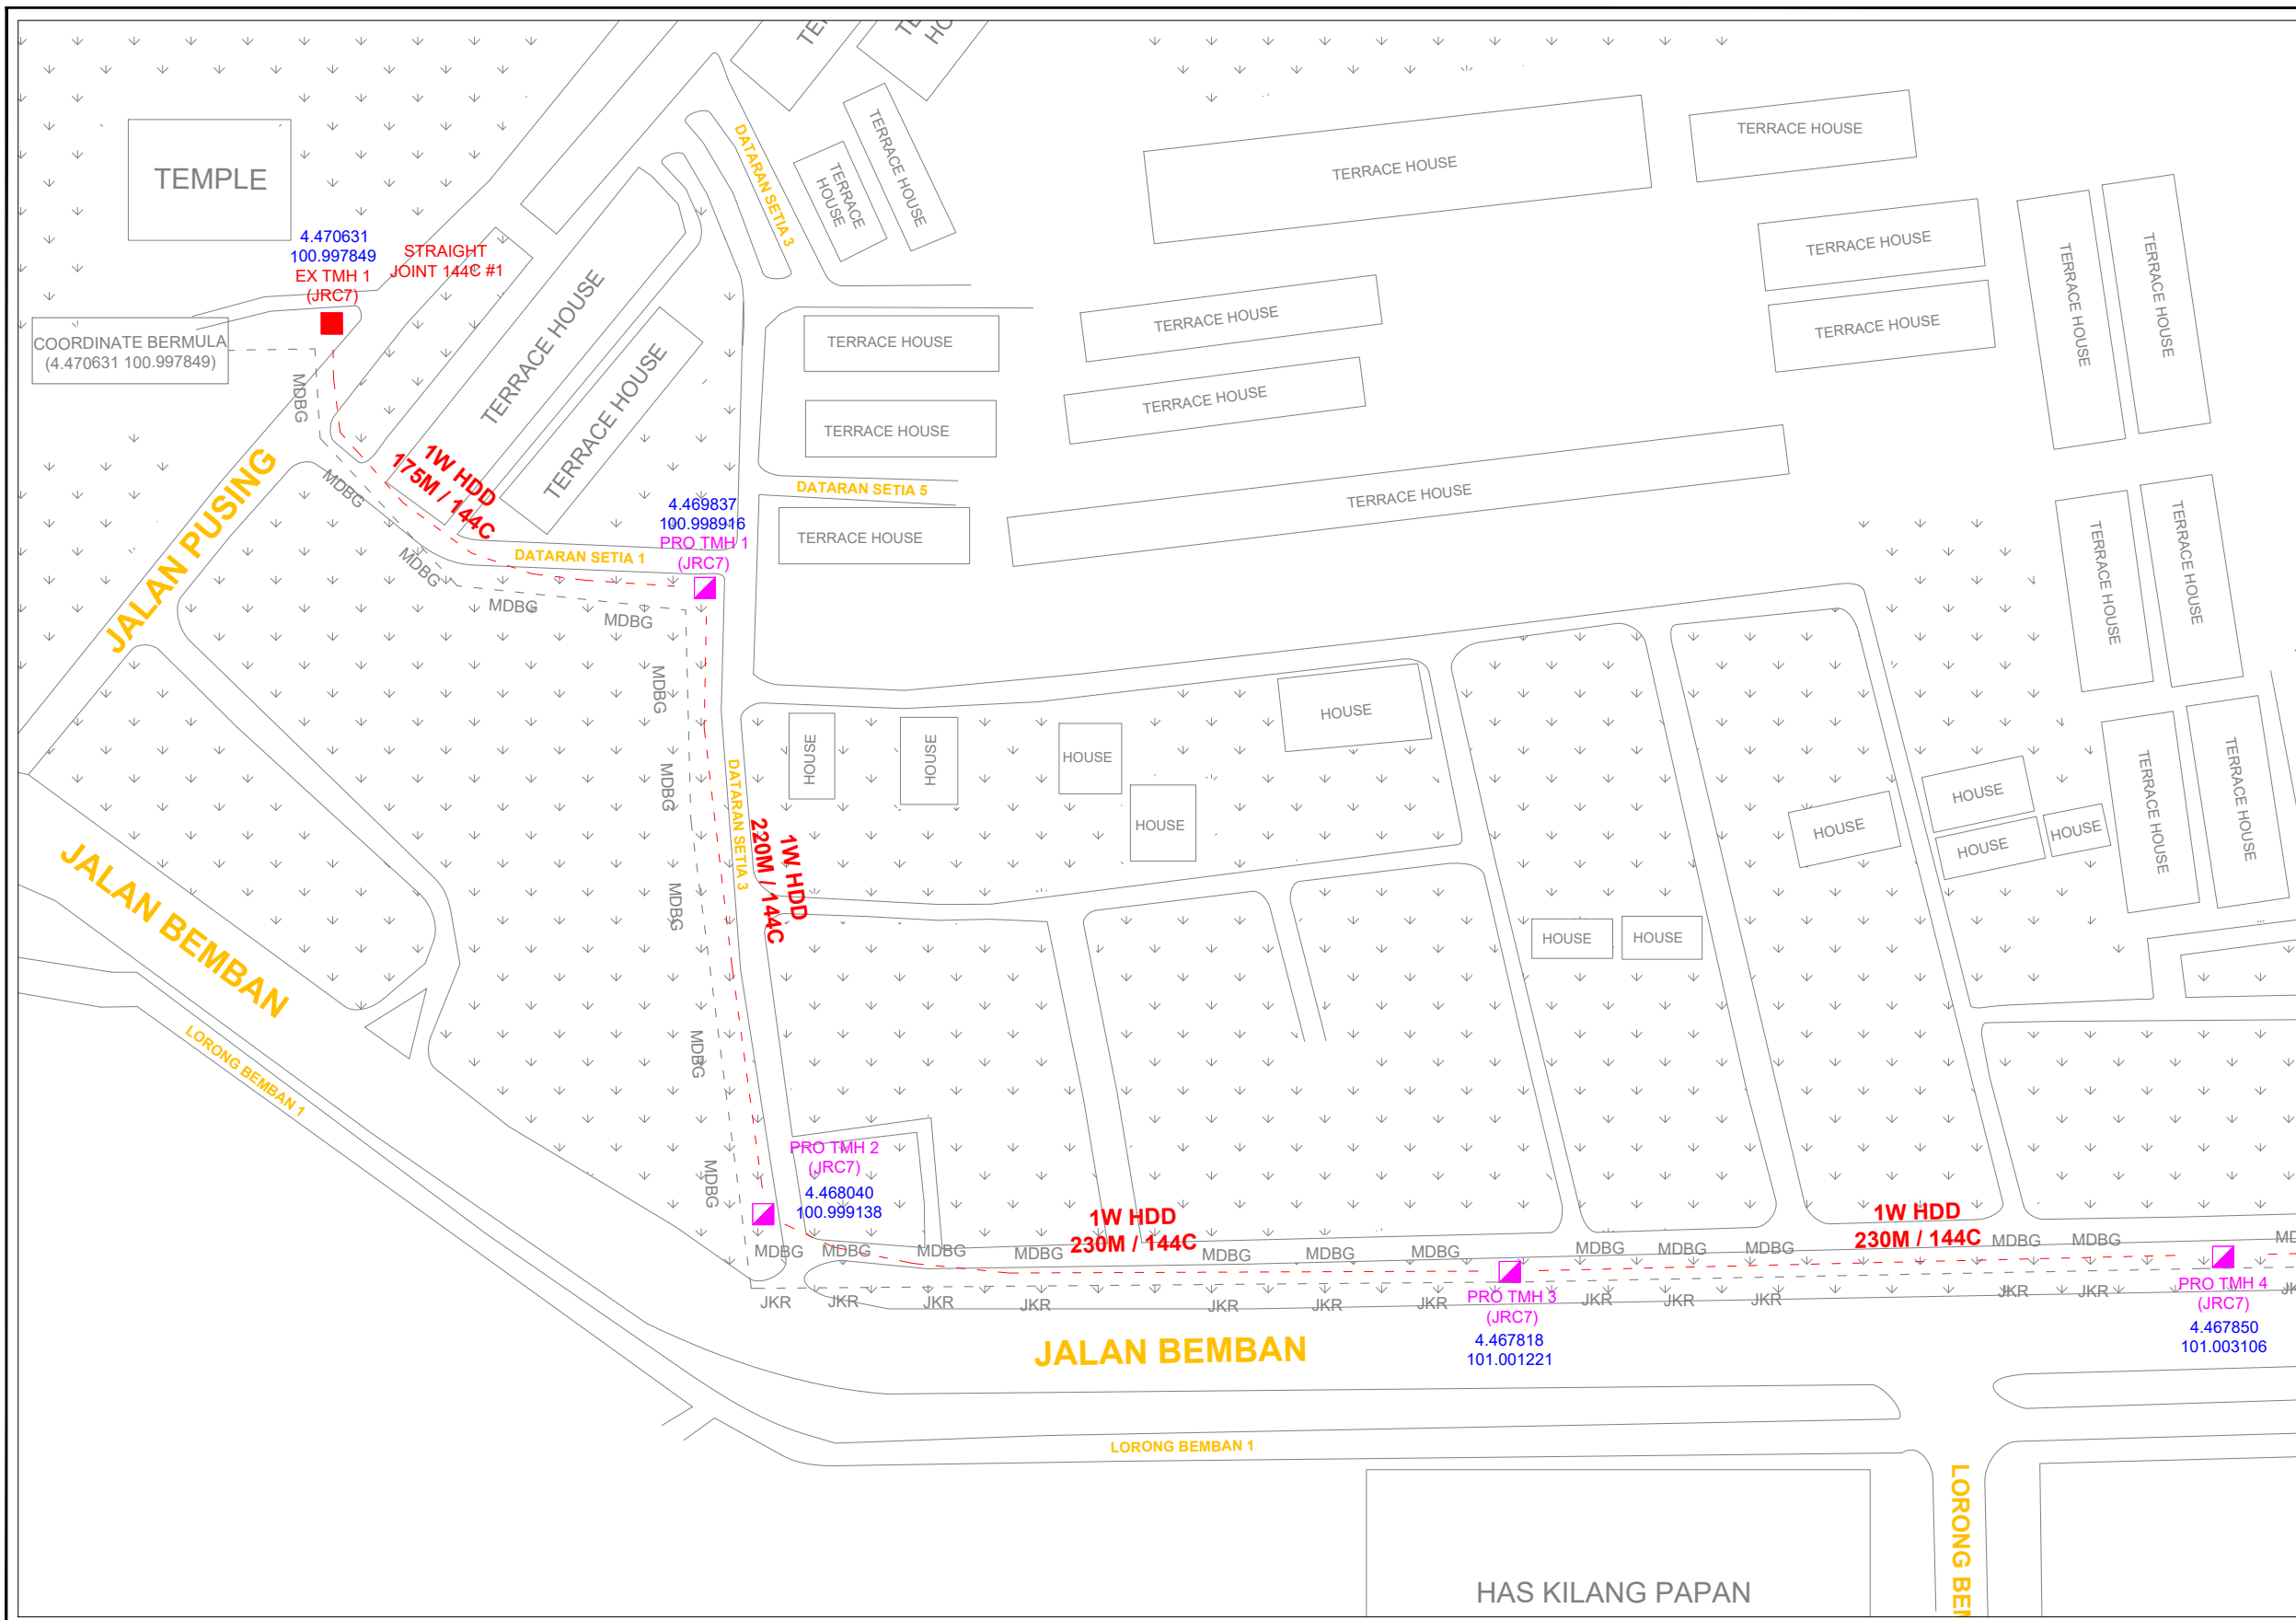 TERRACE HOUSE
TERRACE
HOUSE
DATARAN SETIA 3
TERRACE HOUSE
TERRACE HOUSE
TEMPLE
4.470631
100.997849
EX TMH 1
(JRC7)
STRAIGHT
JOINT 144C #1
COORDINATE BERMULA
(4.470631 100.997849)
TERRACE HOUSE
TERRACE HOUSE
TERRACE HOUSE
TERRACE HOUSE
TERRACE HOUSE
TERRACE HOUSE
TERRACE HOUSE
TERRACE HOUSE
TERRACE HOUSE
TERRACE HOUSE
TERRACE HOUSE
TERRACE HOUSE
DATARAN SETIA 5
TERRACE HOUSE
TERRACE HOUSE
TERRACE HOUSE
TERRACE HOUSE
MDBG
MDBG
MDBG
MDBG
MDBG
1W HDD
175M / 144C
4.469837
100.998916
PRO TMH 1
(JRC7)
DATARAN SETIA 1
JALAN PUSING
MDBG
MDBG
MDBG
MDBG
MDBG
DATARAN SETIA 3
1W HDD
220M / 144C
HOUSE
HOUSE
HOUSE
HOUSE
HOUSE
HOUSE
HOUSE
HOUSE
HOUSE
HOUSE
HOUSE
TERRACE HOUSE
TERRACE HOUSE
JALAN BEMBAN
LORONG BEMBAN 1
PRO TMH 2
(JRC7)
4.468040
100.999138
1W HDD
230M / 144C
1W HDD
230M / 144C
MDBG
MDBG
MDBG
MDBG
MDBG
MDBG
MDBG
MDBG
MDBG
MDBG
MDBG
MDBG
JKR
JKR
JKR
JKR
JKR
JKR
JKR
JKR
JKR
JKR
JKR
JKR
PRO TMH 3
(JRC7)
4.467818
101.001221
PRO TMH 4
(JRC7)
4.467850
101.003106
JALAN BEMBAN
LORONG BEMBAN 1
LORONG
HAS KILANG PAPAN